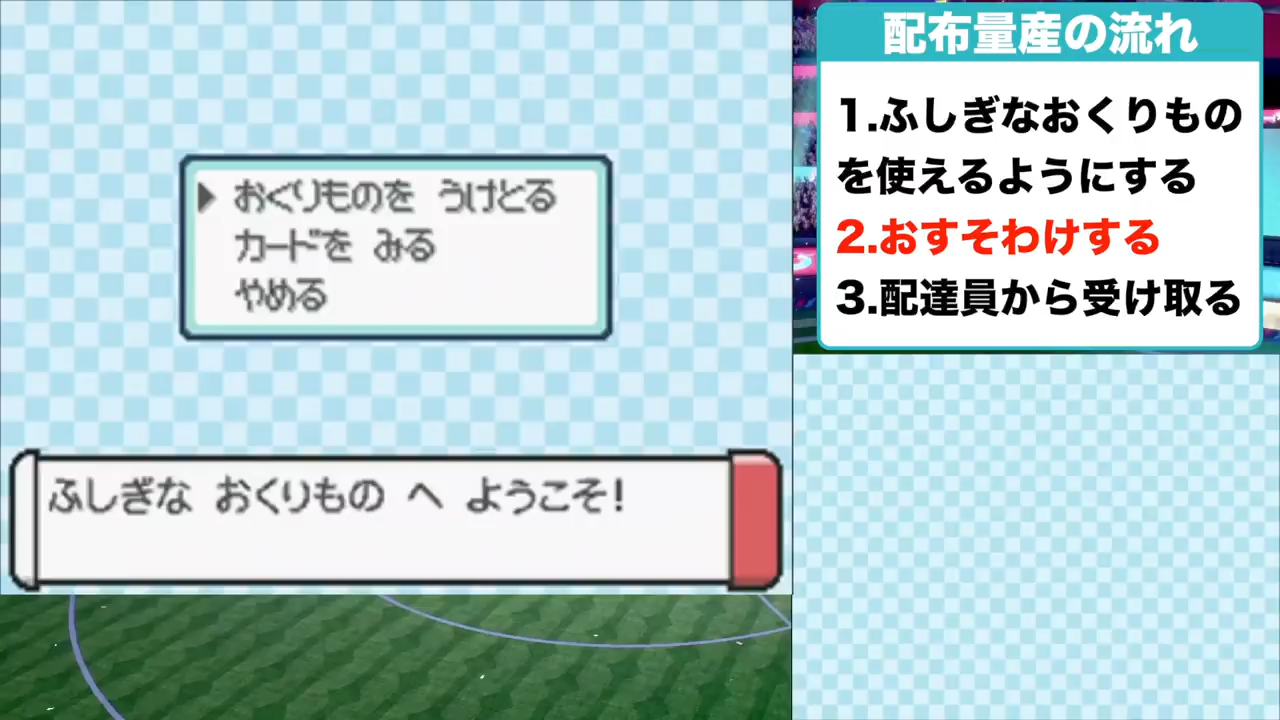 おくりものを うけとる
カードを みる
やめる
ふしぎな おくりもの へ ようこそ!
配布量産の流れ
1.ふしぎなおくりもの
を使えるようにする
2.おすそわけする
3.配達員から受け取る